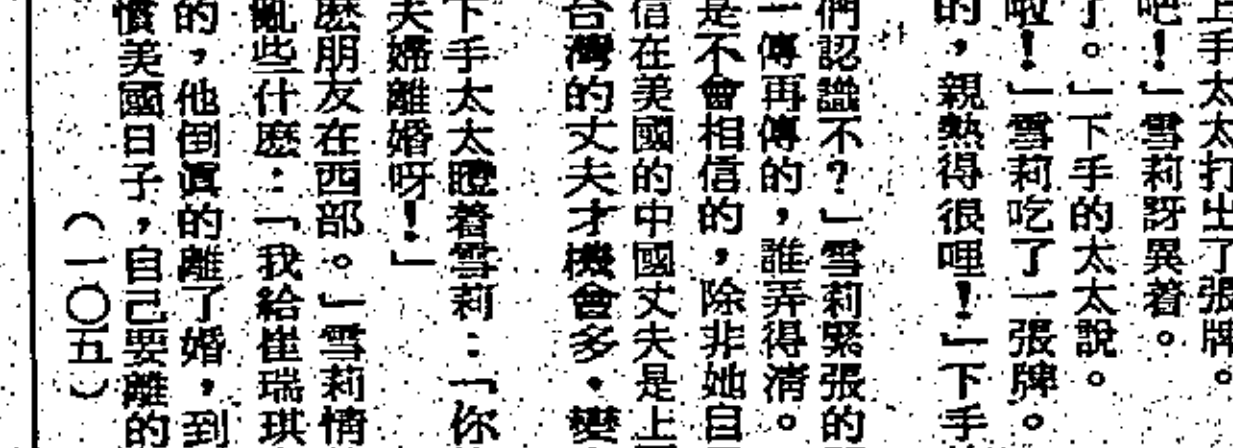 上手太太打出了張牌。
吧!」雪莉訝異着。
了。」下手的太太說。
啦!」雪莉吃了一張牌。
的,親熱得很哩!」下手
們認識不?」雪莉緊張的
一傳再傳的,誰弄得清。
是不會相信的,除非她自
信在美國的中國丈夫是上
台灣的丈夫才機會多。樊
下手太太瞪着雪莉:「你
夫婦離婚呀!」
麽朋友在西部。」雪莉情
亂些什麽:「我給崔瑞琪
的,他倒眞的離了婚,到
慣美國日子,自己要離的
(一〇五)